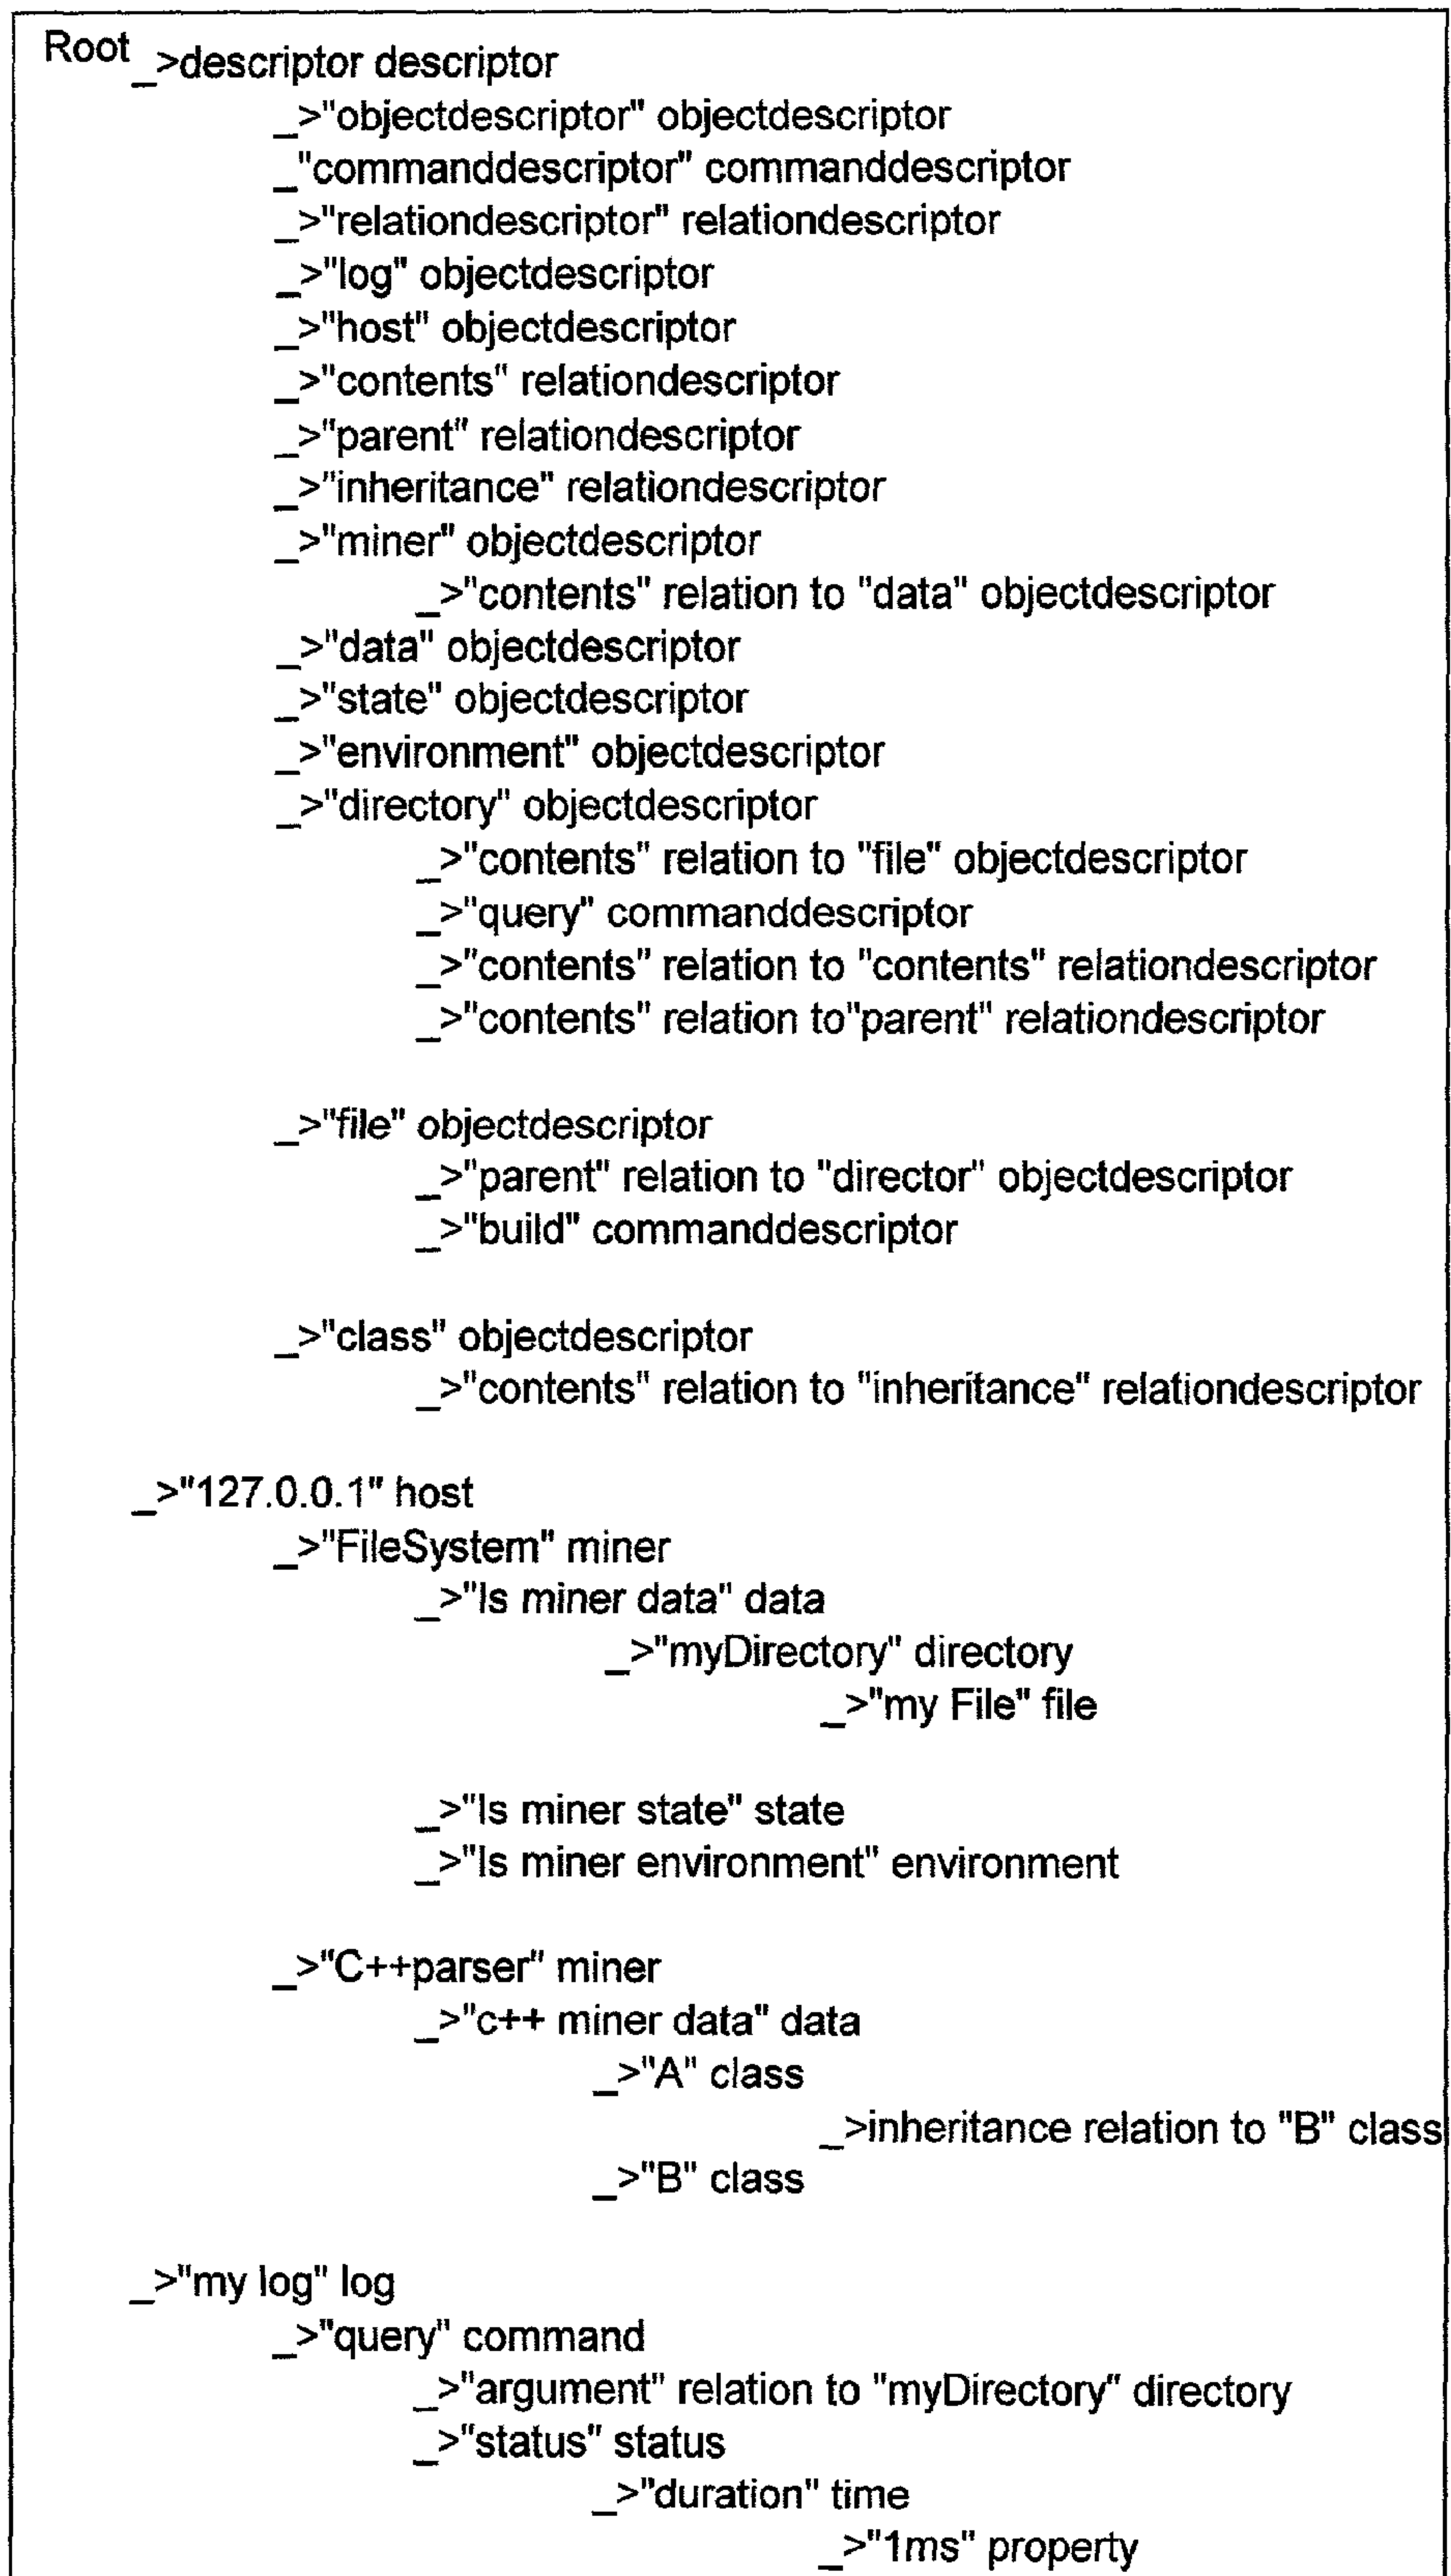 Root
_>descriptor descriptor
_>"objectdescriptor" objectdescriptor
_"commanddescriptor" commanddescriptor
_>"relationdescriptor" relationdescriptor
_>"log" objectdescriptor
_>"host" objectdescriptor
_>"contents" relationdescriptor
_>"parent" relationdescriptor
_>"inheritance" relationdescriptor
_>"miner" objectdescriptor
_>"contents" relation to "data" objectdescriptor
_>"data" objectdescriptor
_>"state" objectdescriptor
_>"environment" objectdescriptor
_>"directory" objectdescriptor
_>"contents" relation to "file" objectdescriptor
_>"query" commanddescriptor
_>"contents" relation to "contents" relationdescriptor
_>"contents" relation to"parent" relationdescriptor
_>"file" objectdescriptor
_>"parent" relation to "director" objectdescriptor
_>"build" commanddescriptor
_>"class" objectdescriptor
_>"contents" relation to "inheritance" relationdescriptor
_>"127.0.0.1" host
_>"FileSystem" miner
_>"ls miner data" data
_>"myDirectory" directory
_>"my File" file
_>"ls miner state" state
_>"ls miner environment" environment
_>"C++parser" miner
_>"c++ miner data" data
_>"A" class
_>inheritance relation to "B" class
_>"B" class
_>"my log" log
_>"query" command
_>"argument" relation to "myDirectory" directory
_>"status" status
_>"duration" time
_>"1ms" property